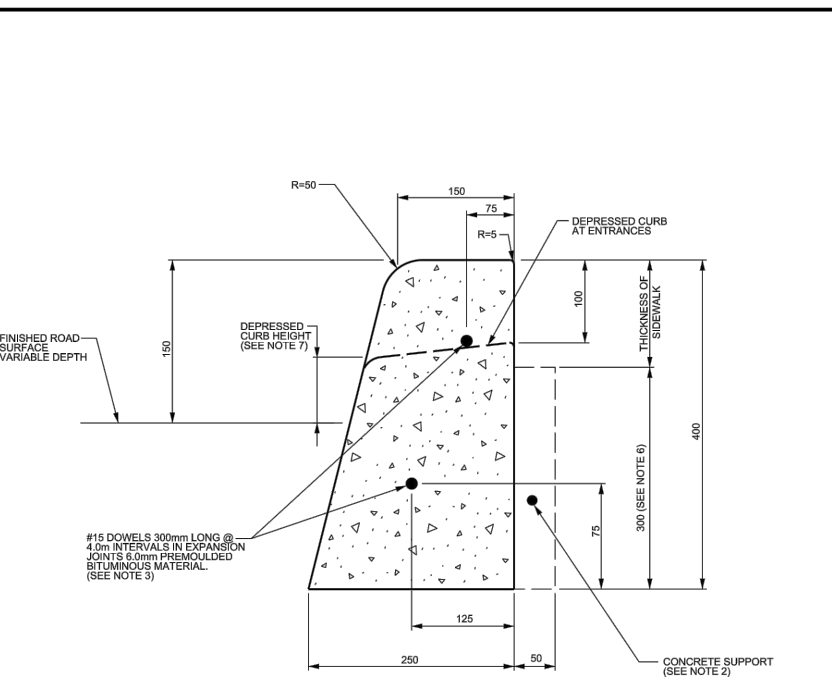 R=50
150
75
R=5
DEPRESSED CURB
AT ENTRANCES
100
THICKNESS OF
SIDEWALK
DEPRESSED
CURB HEIGHT
(SEE NOTE 7)
FINISHED ROAD
SURFACE
VARIABLE DEPTH
150
400
300 (SEE NOTE 6)
75
#15 DOWELS 300mm LONG @
4.0m INTERVALS IN EXPANSION
JOINTS 6.0mm PREMOULDED
BITUMINOUS MATERIAL.
(SEE NOTE 3)
125
250
50
CONCRETE SUPPORT
(SEE NOTE 2)